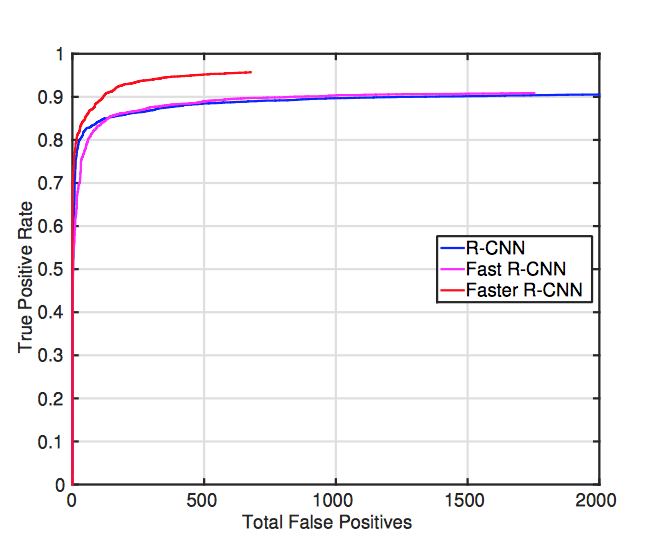 1
0.9
0.8
0.7
0.6
0.5
0.4
0.3
0.2
0.1
0
True Positive Rate
R-CNN
Fast R-CNN
Faster R-CNN
0 500 1000 1500 2000
Total False Positives